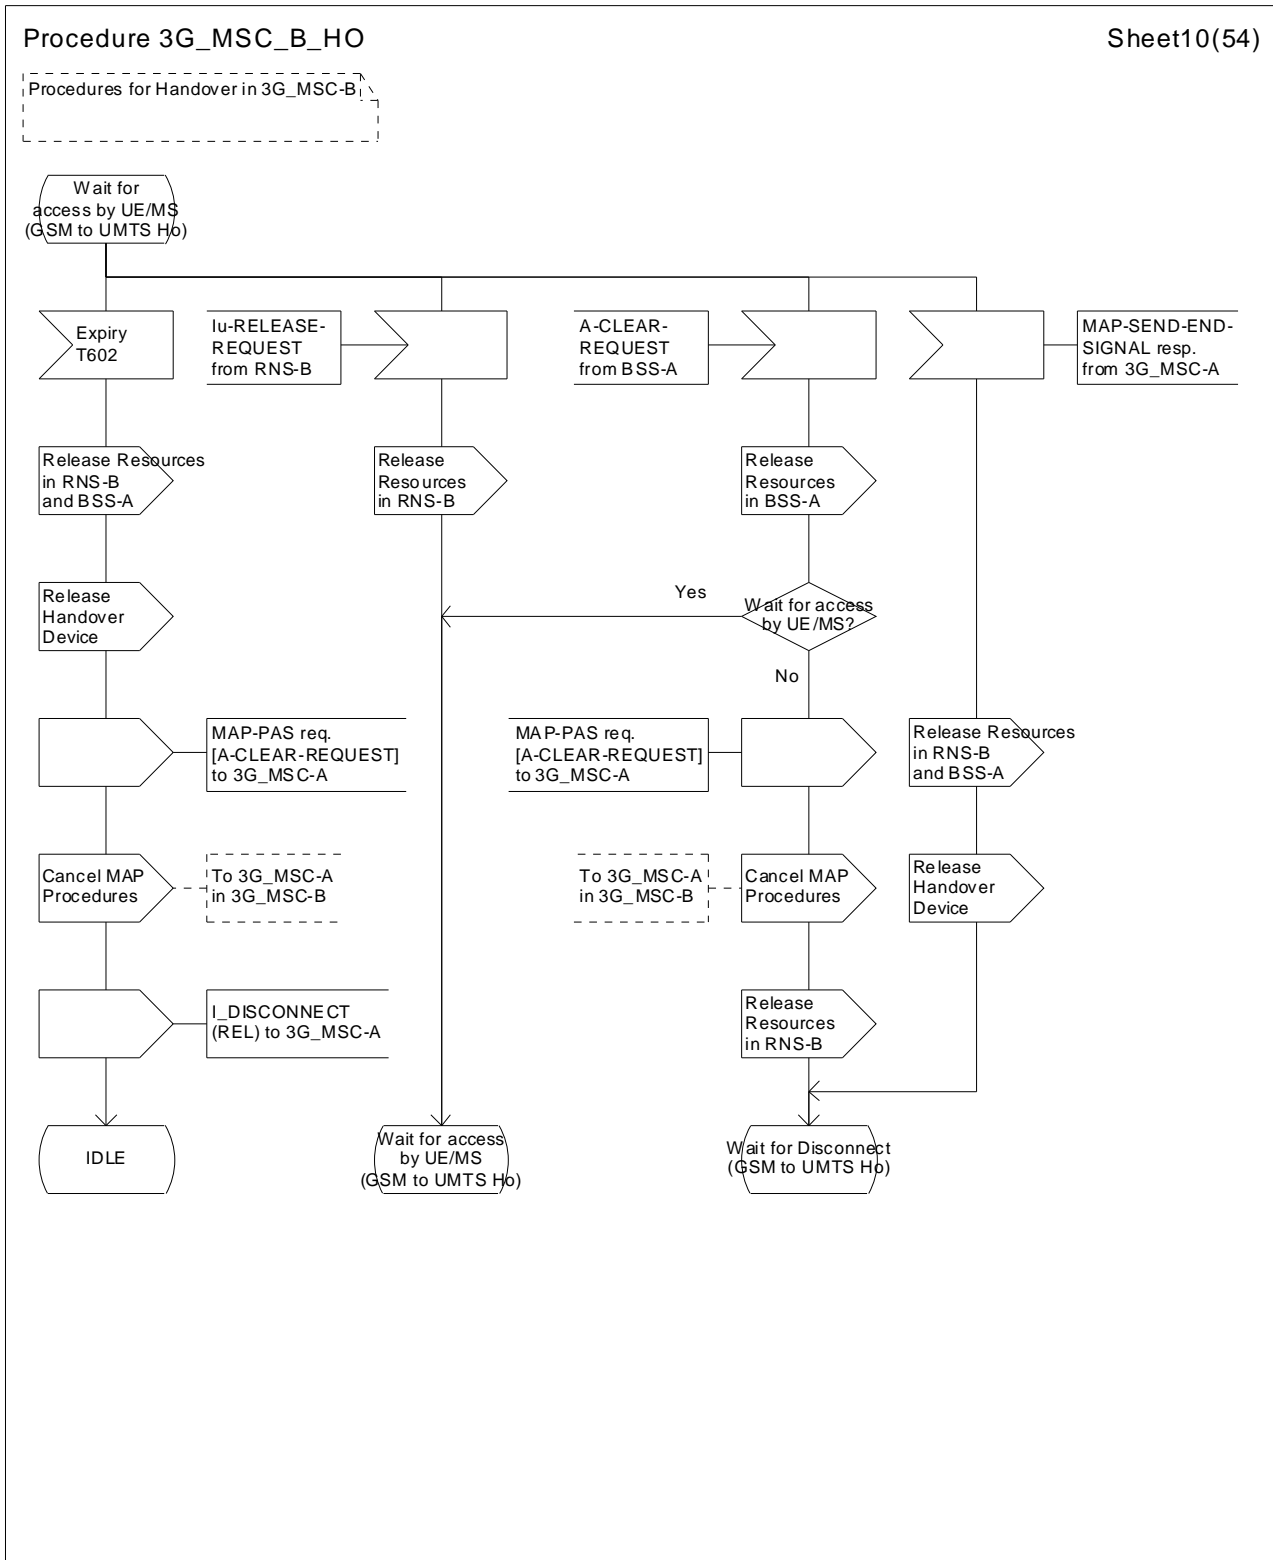 Procedure 3G_MSC_B_HO
Sheet10(54)
Procedures for Handover in 3G_MSC-B
Wait for
access by UE/MS
(GSM to UMTS Ho)
Expiry
T602
Iu-RELEASE-
REQUEST
from RNS-B
A-CLEAR-
REQUEST
from BSS-A
MAP-SEND-END-
SIGNAL resp.
from 3G_MSC-A
Release Resources
in RNS-B
and BSS-A
Release
Resources
in RNS-B
Release
Resources
in BSS-A
Release
Handover
Device
Yes
Wait for access
by UE/MS?
No
MAP-PAS req.
[A-CLEAR-REQUEST]
to 3G_MSC-A
MAP-PAS req.
[A-CLEAR-REQUEST]
to 3G_MSC-A
Release Resources
in RNS-B
and BSS-A
Cancel MAP
Procedures
To 3G_MSC-A
in 3G_MSC-B
To 3G_MSC-A
in 3G_MSC-B
Cancel MAP
Procedures
Release
Handover
Device
I_DISCONNECT
(REL) to 3G_MSC-A
Release
Resources
in RNS-B
IDLE
Wait for access
by UE/MS
(GSM to UMTS Ho)
Wait for Disconnect
(GSM to UMTS Ho)